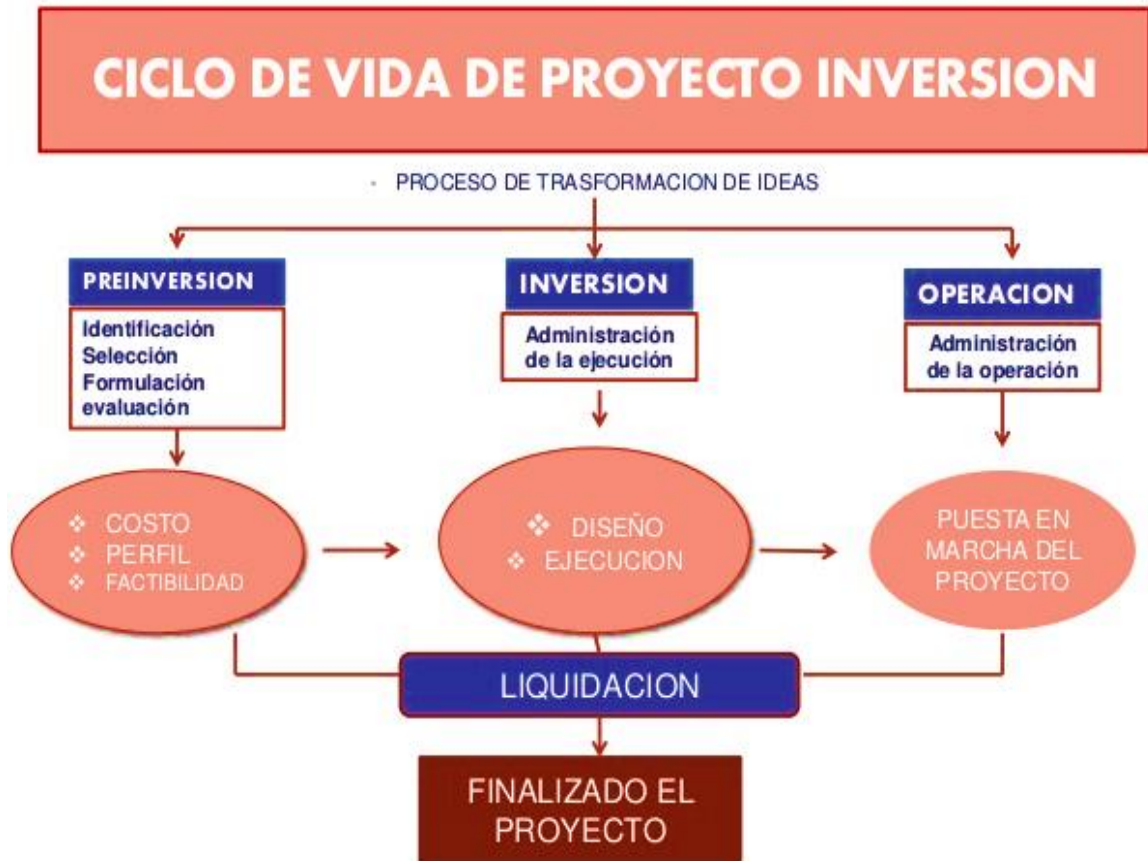 CICLO DE VIDA DE PROYECTO INVERSION
PROCESO DE TRASFORMACION DE IDEAS
PREINVERSION
Identificación
Selección
Formulación
evaluación
INVERSION
Administración
de la ejecución
OPERACION
Administración
de la operación
❖ COSTO
❖ PERFIL
❖ FACTIBILIDAD
❖ DISEÑO
❖ EJECUCION
PUESTA EN
MARCHA DEL
PROYECTO
LIQUIDACION
FINALIZADO EL
PROYECTO